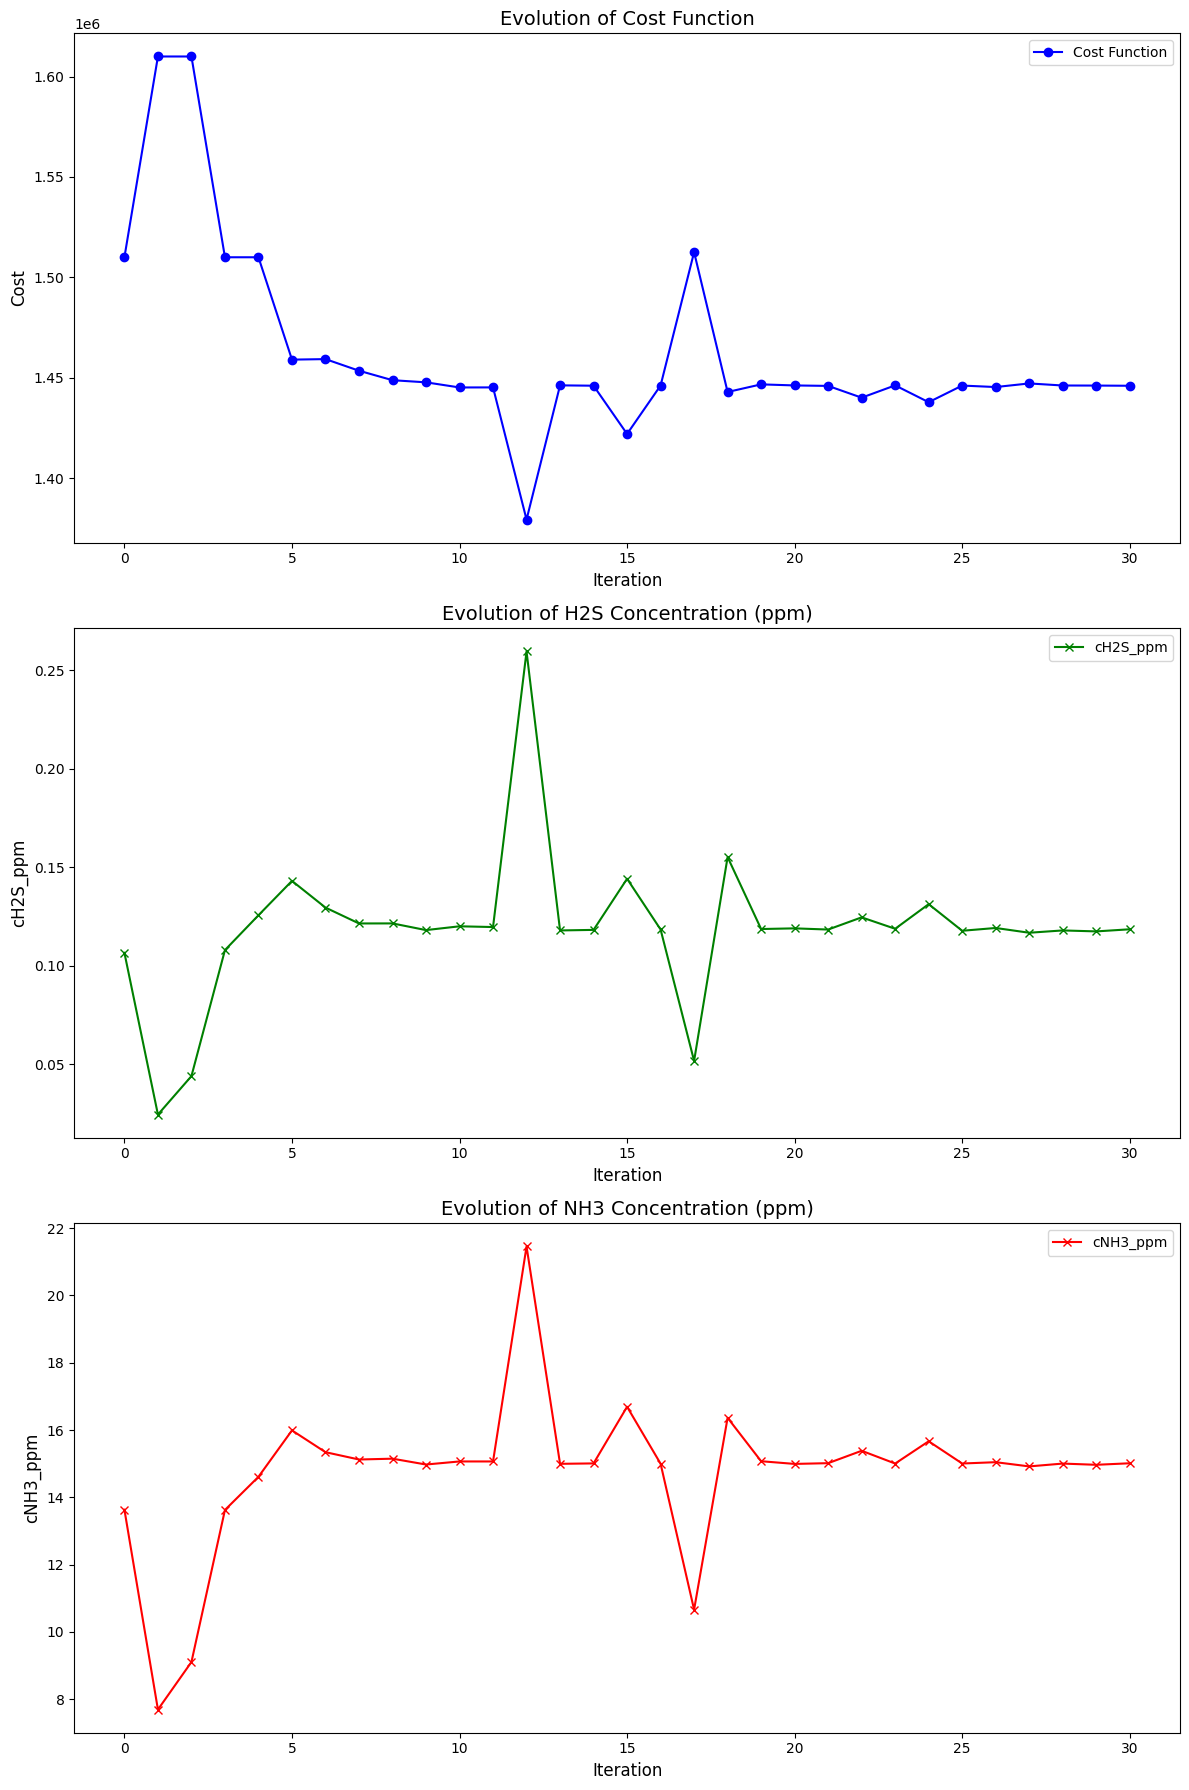 Evolution of Cost Function
1e6
Cost Function
1.60
1.55
1.50
1.45
1.40
Cost
0 5 10 15 20 25 30
Iteration
Evolution of H2S Concentration (ppm)
cH2S_ppm
0.25
0.20
0.15
0.10
0.05
cH2S_ppm
0 5 10 15 20 25 30
Iteration
Evolution of NH3 Concentration (ppm)
cNH3_ppm
22
20
18
16
14
12
10
8
cNH3_ppm
0 5 10 15 20 25 30
Iteration